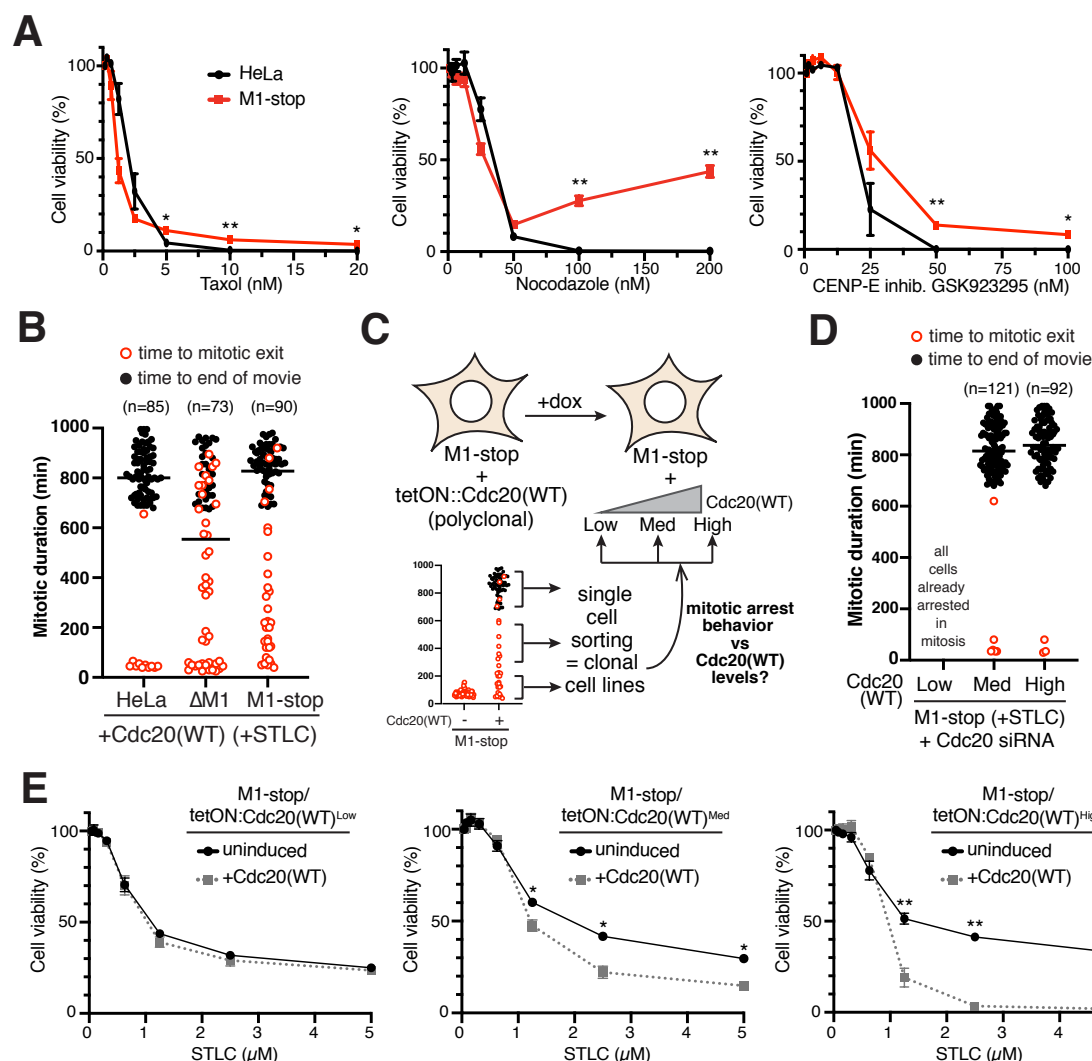 A
HeLa
M1-stop
Cell viability (%)
100
50
0
0 5 10 15 20
Taxol (nM)
Cell viability (%)
100
50
0
0 50 100 150 200
Nocodazole (nM)
Cell viability (%)
100
50
0
0 25 50 75 100
CENP-E inhib. GSK923295 (nM)
* ** *
** **
** *
B
time to mitotic exit
time to end of movie
(n=85) (n=73) (n=90)
Mitotic duration (min)
1000
800
600
400
200
0
HeLa ΔM1 M1-stop
+Cdc20(WT) (+STLC)
C
+dox
M1-stop
+
tetON::Cdc20(WT)
(polyclonal)
M1-stop
+
Cdc20(WT)
Low Med High
1000
800
600
400
200
0
Cdc20(WT) - +
M1-stop
single
cell
sorting
= clonal
cell lines
mitotic arrest
behavior
vs
Cdc20(WT)
levels?
D
time to mitotic exit
time to end of movie
(n=121) (n=92)
Mitotic duration (min)
1000
800
600
400
200
0
all
cells
already
arrested
in
mitosis
Cdc20
(WT)
Low Med High
M1-stop (+STLC)
+ Cdc20 siRNA
E
M1-stop/
tetON:Cdc20(WT)Low
uninduced
+Cdc20(WT)
Cell viability (%)
100
50
0
0 1 2 3 4 5
STLC (µM)
M1-stop/
tetON:Cdc20(WT)Med
uninduced
+Cdc20(WT)
* * *
Cell viability (%)
100
50
0
0 1 2 3 4 5
STLC (µM)
M1-stop/
tetON:Cdc20(WT)Hig
uninduced
+Cdc20(WT)
** **
Cell viability (%)
100
50
0
0 1 2 3 4
STLC (µM)